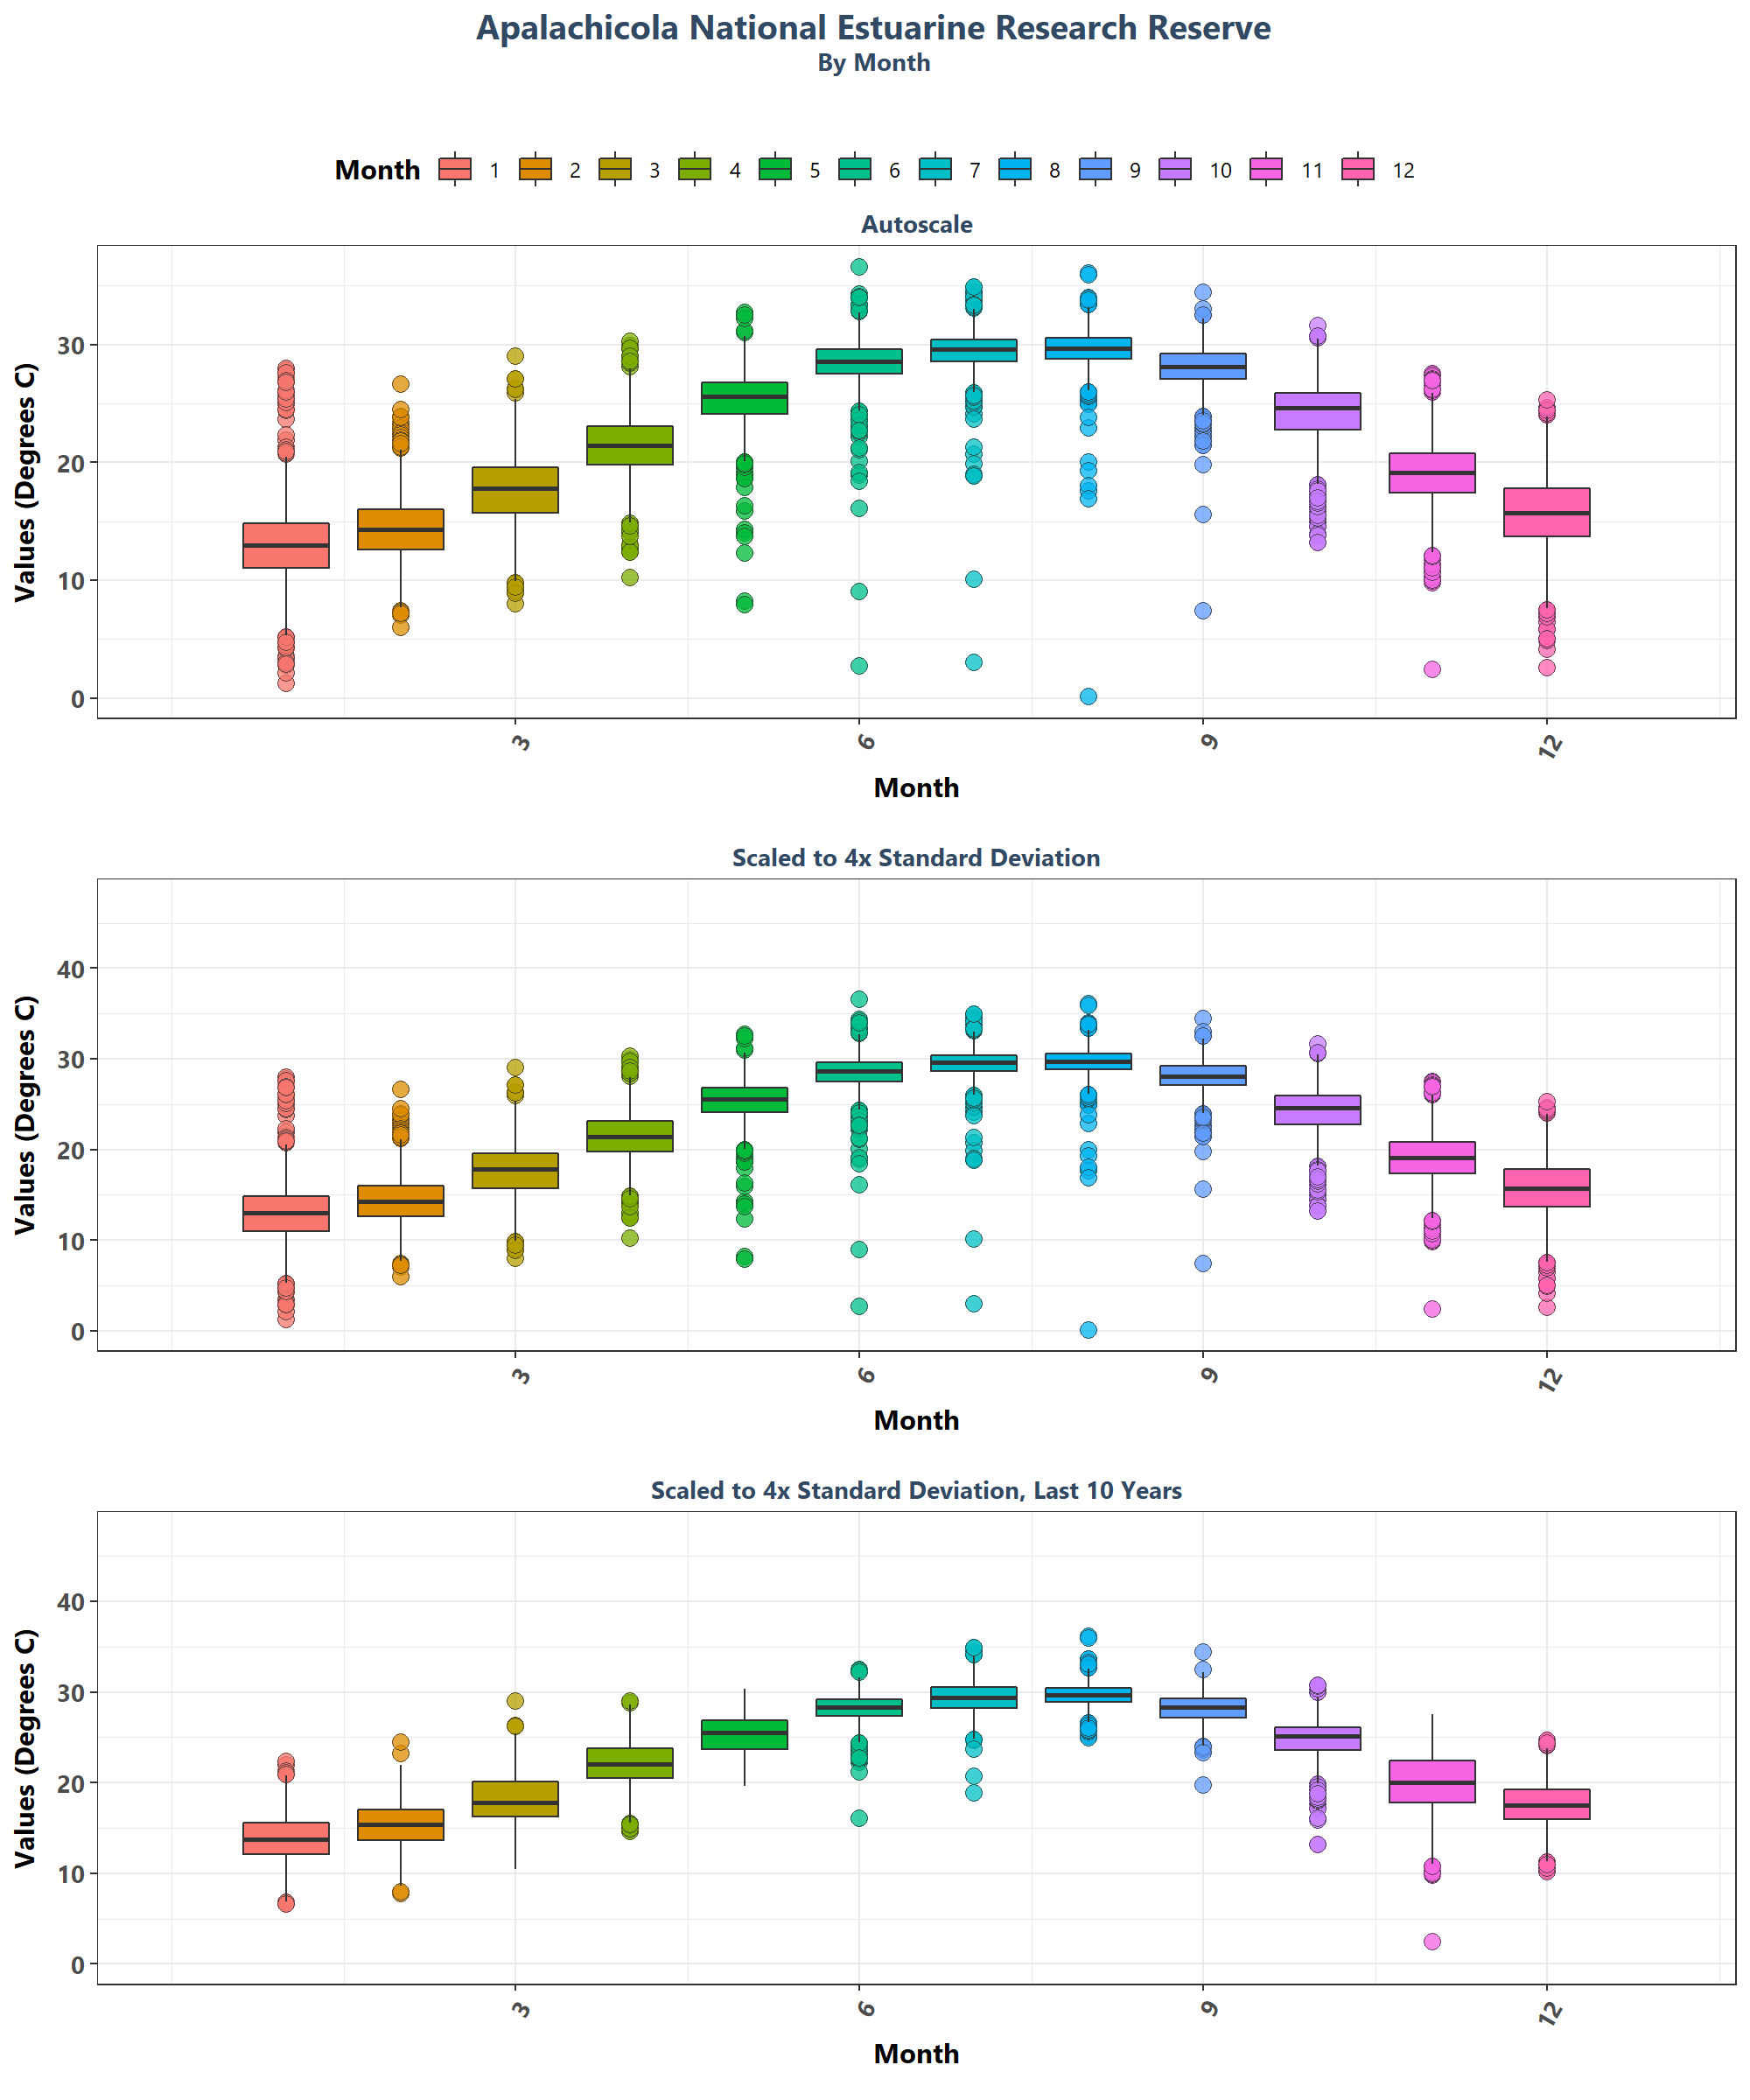 Apalachicola National Estuarine Research Reserve
By Month
Month 1 2 3 4 5 6 7 8 9 10 11 12
Autoscale
Values (Degrees C)
30
20
10
0
3 6 9 12
Month
Scaled to 4x Standard Deviation
Values (Degrees C)
40
30
20
10
0
3 6 9 12
Month
Scaled to 4x Standard Deviation, Last 10 Years
Values (Degrees C)
40
30
20
10
0
3 6 9 12
Month